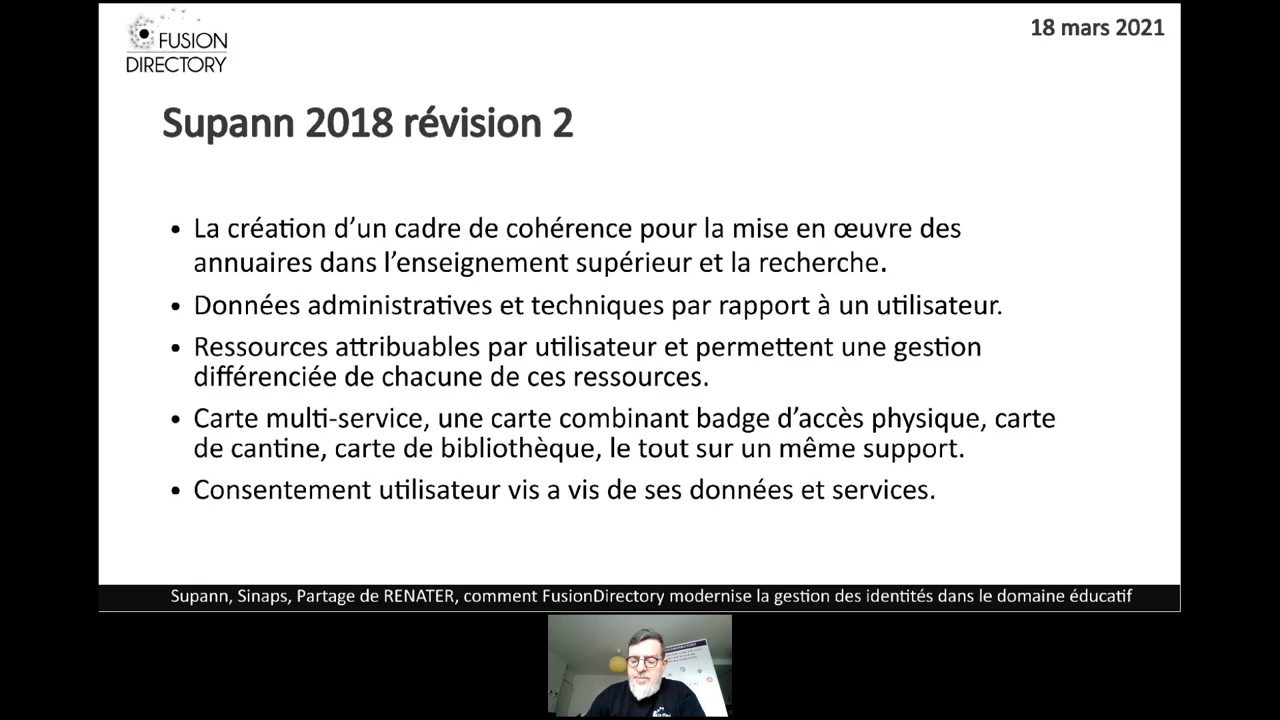 FUSION
DIRECTORY
18 mars 2021
Supann 2018 révision 2
• La création d’un cadre de cohérence pour la mise en œuvre des
annuaires dans l’enseignement supérieur et la recherche.
• Données administratives et techniques par rapport à un utilisateur.
• Ressources attribuables par utilisateur et permettent une gestion
différenciée de chacune de ces ressources.
• Carte multi-service, une carte combinant badge d’accès physique, carte
de cantine, carte de bibliothèque, le tout sur un même support.
• Consentement utilisateur vis a vis de ses données et services.
Supann, Sinaps, Partage de RENATER, comment FusionDirectory modernise la gestion des identités dans le domaine éducatif